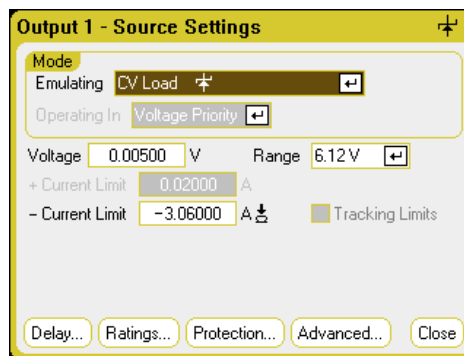 Output 1 - Source Settings
Mode
Emulating CV Load
Operating In Voltage Priority
Voltage 0.00500 V Range 6.12 V
+ Current Limit 0.02000 A
– Current Limit −3.06000 A Tracking Limits
Delay... Ratings... Protection... Advanced... Close